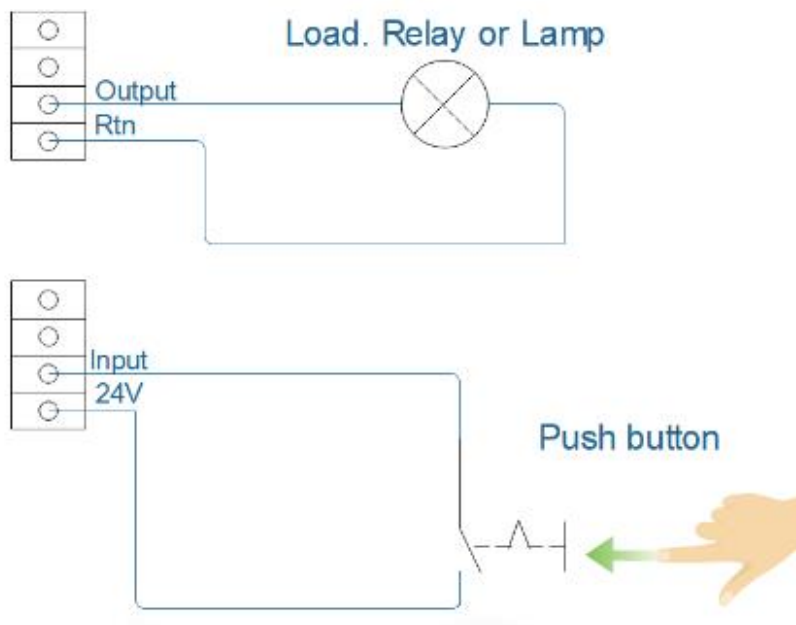 Load. Relay or Lamp
Output
Rtn
Input
24V
Push button